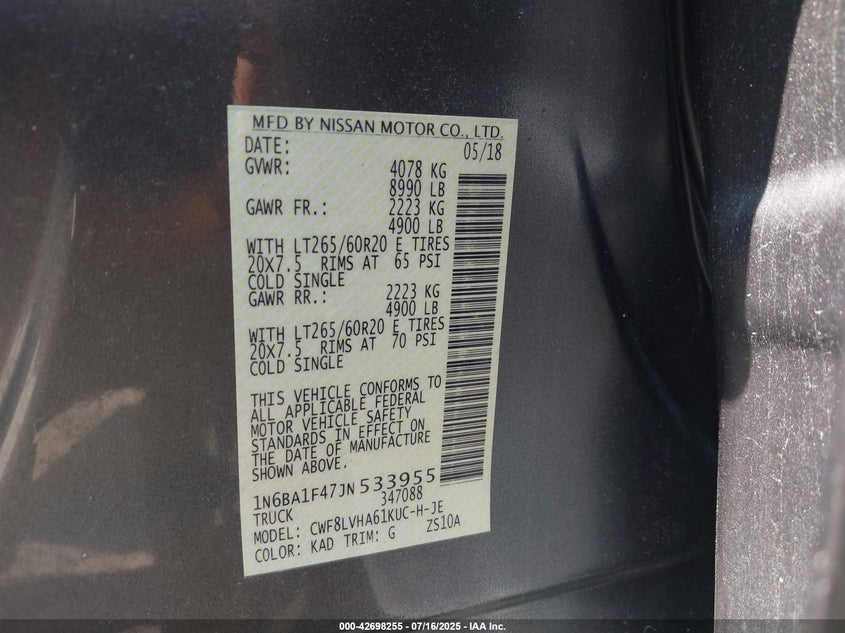 MFD BY NISSAN MOTOR CO., LTD.
DATE: 05/18
GVWR: 4078 KG
8990 LB
GAWR FR.: 2223 KG
4900 LB
WITH LT265/60R20 E TIRES
20X7.5 RIMS AT 65 PSI
COLD SINGLE
GAWR RR.: 2223 KG
4900 LB
WITH LT265/60R20 E TIRES
20X7.5 RIMS AT 70 PSI
COLD SINGLE
THIS VEHICLE CONFORMS TO
ALL APPLICABLE FEDERAL
MOTOR VEHICLE SAFETY
STANDARDS IN EFFECT ON
THE DATE OF MANUFACTURE
SHOWN ABOVE.
1N6BA1F47JN533955
347088
TRUCK
MODEL: CWF8LVHA61KUC-H-JE
COLOR: KAD TRIM: G ZS10A
000-42698255 - 07/16/2025 - IAA Inc.